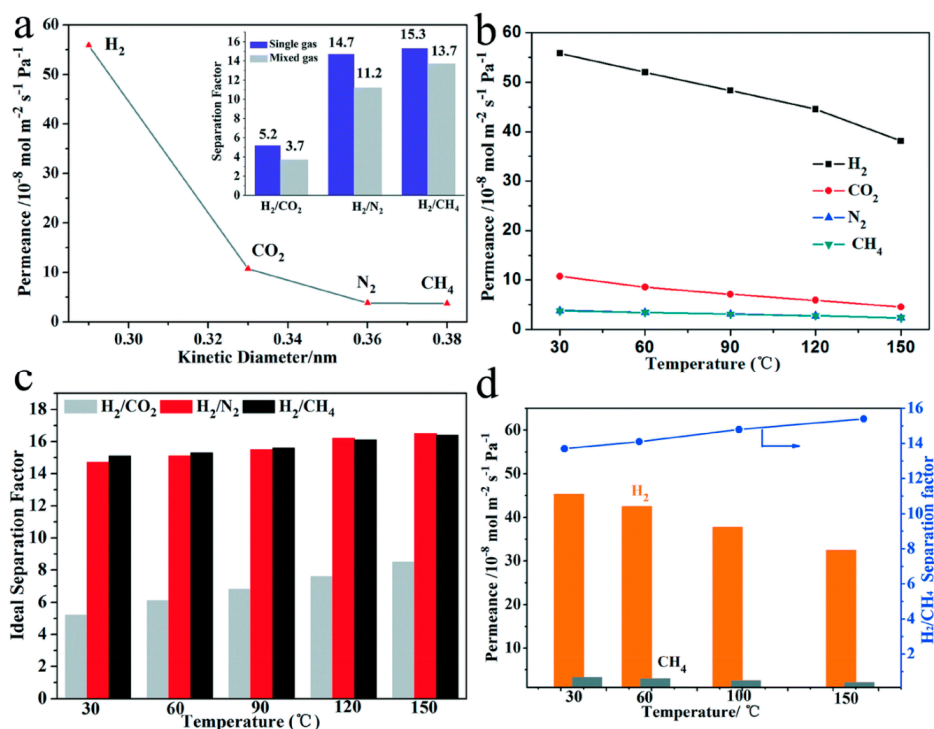 a
Permeance /10⁻⁸ mol m⁻² s⁻¹ Pa⁻¹
60
50
40
30
20
10
0
0.30 0.32 0.34 0.36 0.38
Kinetic Diameter/nm
H₂
CO₂
N₂
CH₄
Separation Factor
16
14
12
10
8
6
4
2
0
Single gas
Mixed gas
5.2 3.7
14.7 11.2
15.3 13.7
H₂/CO₂ H₂/N₂ H₂/CH₄
b
Permeance /10⁻⁸ mol m⁻² s⁻¹ Pa⁻¹
60
50
40
30
20
10
0
H₂
CO₂
N₂
CH₄
30 60 90 120 150
Temperature (℃)
c
Ideal Separation Factor
18
16
14
12
10
8
6
4
2
0
H₂/CO₂ H₂/N₂ H₂/CH₄
30 60 90 120 150
Temperature (℃)
d
Permeance /10⁻⁸ mol m⁻² s⁻¹ Pa⁻¹
60
55
50
45
40
30
20
10
H₂
CH₄
30 60 100 150
Temperature/ ℃
16
14
12
10
8
6
4
2
H₂/CH₄ Separation factor